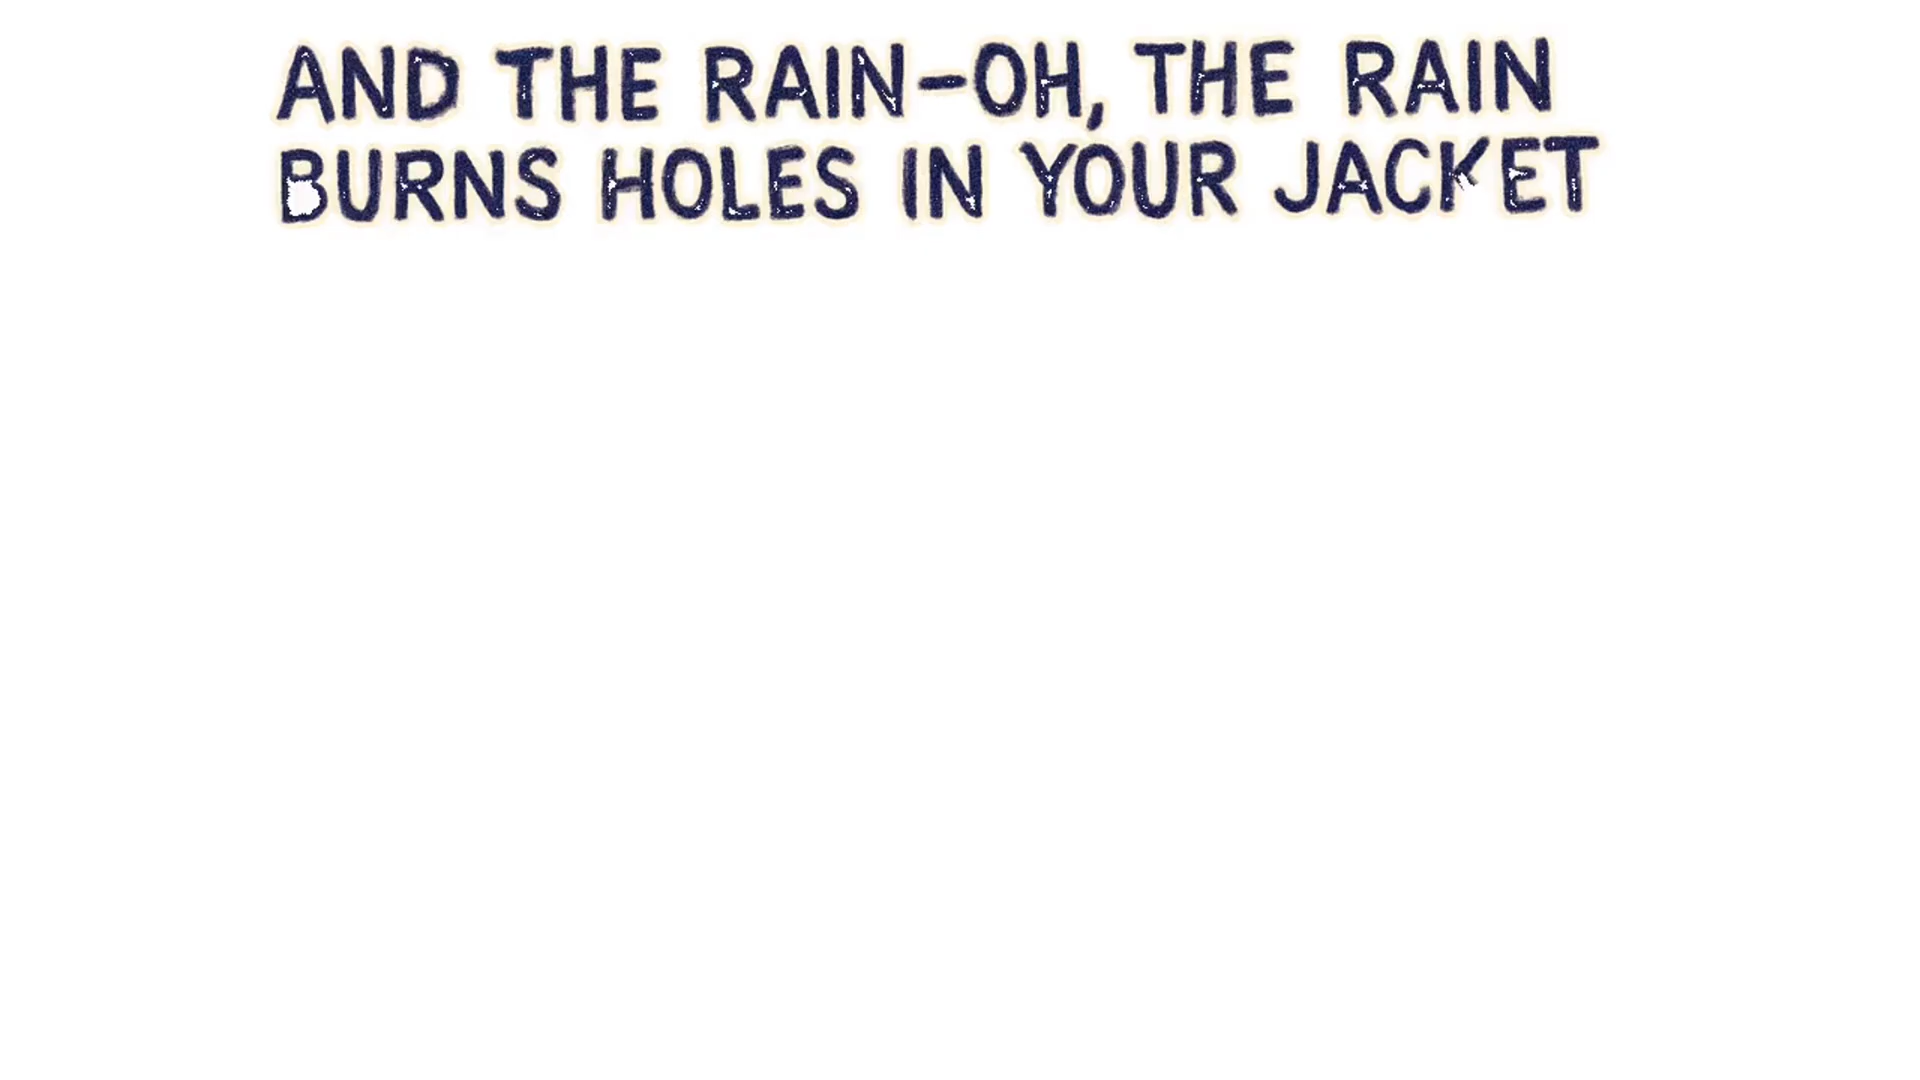 AND THE RAIN-OH, THE RAIN
BURNS HOLES IN YOUR JACKET